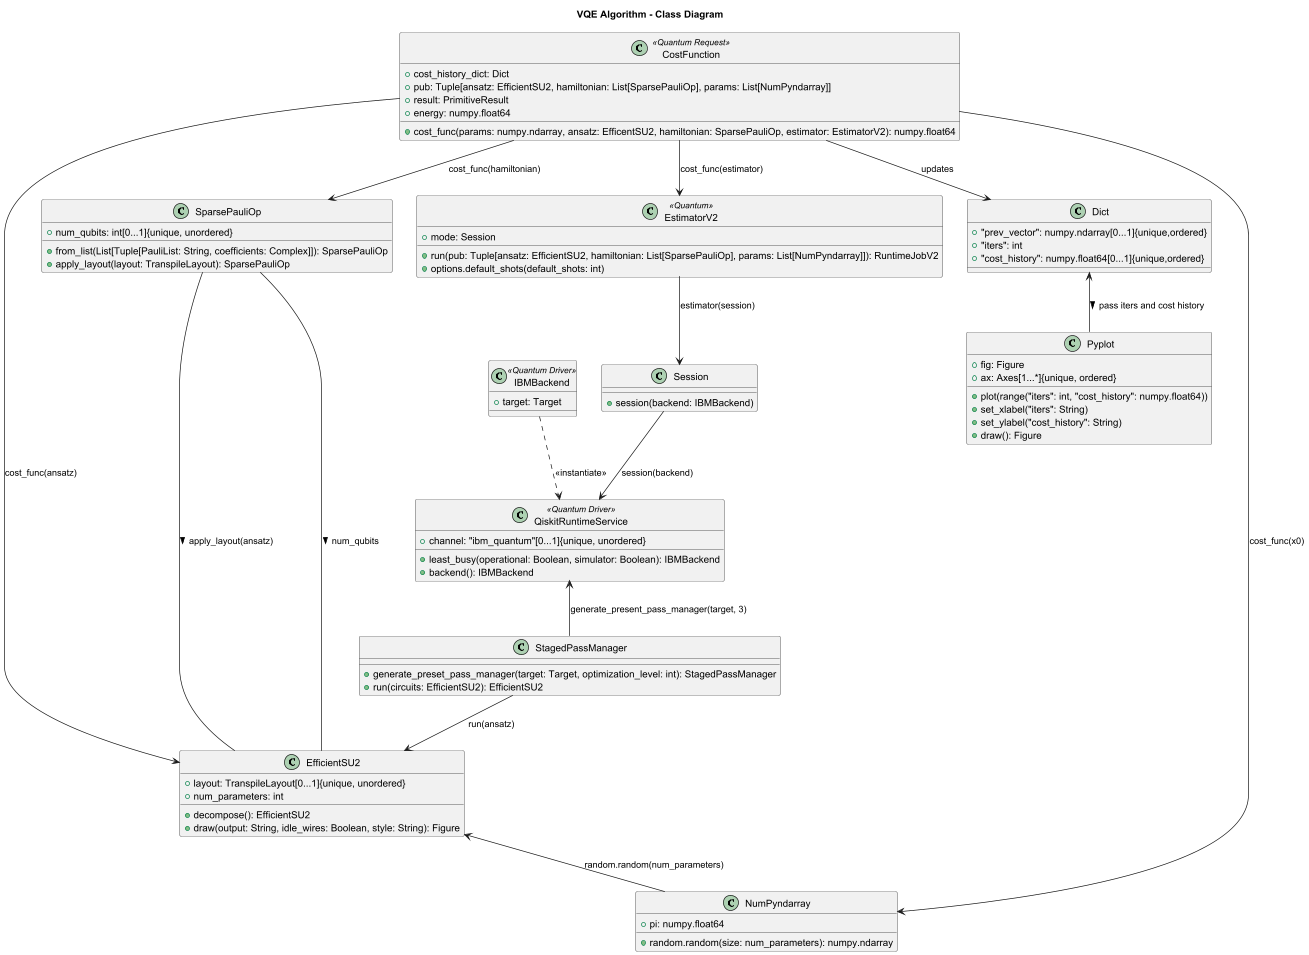 VQE Algorithm - Class Diagram
C
«Quantum Request»
CostFunction
cost_history_dict: Dict
pub: Tuple[ansatz: EfficientSU2, hamiltonian: List[SparsePauliOp], params: List[NumPyndarray]]
result: PrimitiveResult
energy: numpy.float64
cost_func(params: numpy.ndarray, ansatz: EfficentSU2, hamiltonian: SparsePauliOp, estimator: EstimatorV2): numpy.float64
cost_func(hamiltonian)
cost_func(estimator)
updates
C SparsePauliOp
num_qubits: int[0...1]{unique, unordered}
from_list(List[Tuple[PauliList: String, coefficients: Complex]]): SparsePauliOp
apply_layout(layout: TranspileLayout): SparsePauliOp
C
«Quantum»
EstimatorV2
mode: Session
run(pub: Tuple[ansatz: EfficientSU2, hamiltonian: List[SparsePauliOp], params: List[NumPyndarray]]): RuntimeJobV2
options.default_shots(default_shots: int)
C Dict
"prev_vector": numpy.ndarray[0...1]{unique,ordered}
"iters": int
"cost_history": numpy.float64[0...1]{unique,ordered}
estimator(session)
pass iters and cost history
C
«Quantum Driver»
IBMBackend
target: Target
C Session
session(backend: IBMBackend)
C Pyplot
fig: Figure
ax: Axes[1...*]{unique, ordered}
plot(range("iters": int, "cost_history": numpy.float64))
set_xlabel("iters": String)
set_ylabel("cost_history": String)
draw(): Figure
cost_func(ansatz)
«instantiate»
session(backend)
C
«Quantum Driver»
QiskitRuntimeService
channel: "ibm_quantum"[0...1]{unique, unordered}
least_busy(operational: Boolean, simulator: Boolean): IBMBackend
backend(): IBMBackend
apply_layout(ansatz)
num_qubits
cost_func(x0)
generate_present_pass_manager(target, 3)
C StagedPassManager
generate_preset_pass_manager(target: Target, optimization_level: int): StagedPassManager
run(circuits: EfficientSU2): EfficientSU2
run(ansatz)
C EfficientSU2
layout: TranspileLayout[0...1]{unique, unordered}
num_parameters: int
decompose(): EfficientSU2
draw(output: String, idle_wires: Boolean, style: String): Figure
random.random(num_parameters)
C NumPyndarray
pi: numpy.float64
random.random(size: num_parameters): numpy.ndarray